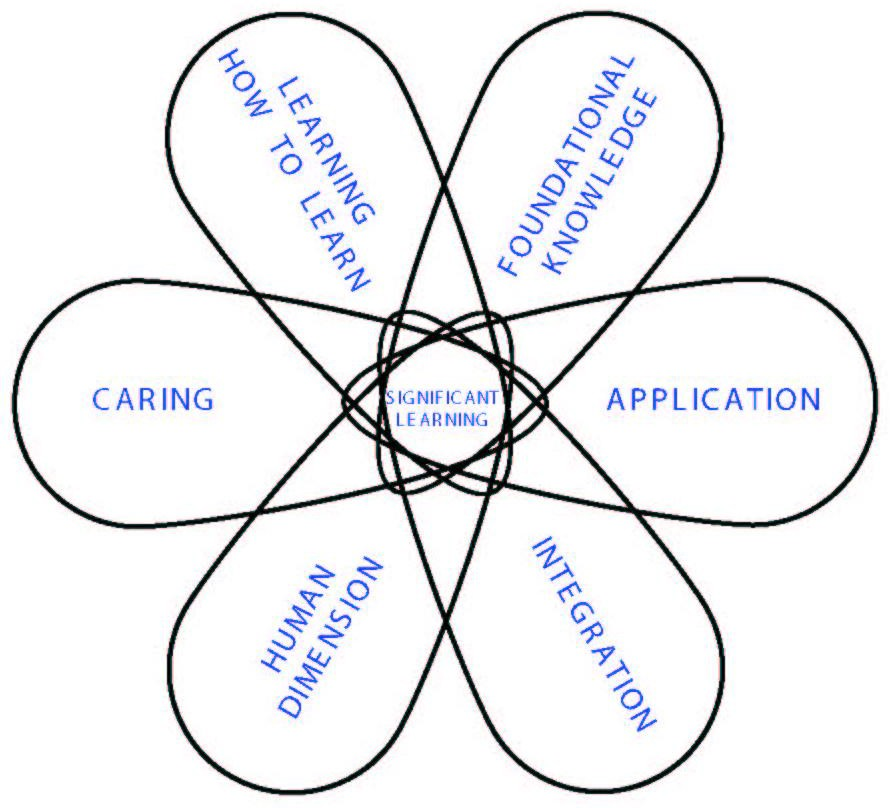 LEARNING
HOW TO LEARN
FOUNDATIONAL
KNOWLEDGE
CARING
SIGNIFICANT
LEARNING
APPLICATION
HUMAN
DIMENSION
INTEGRATION